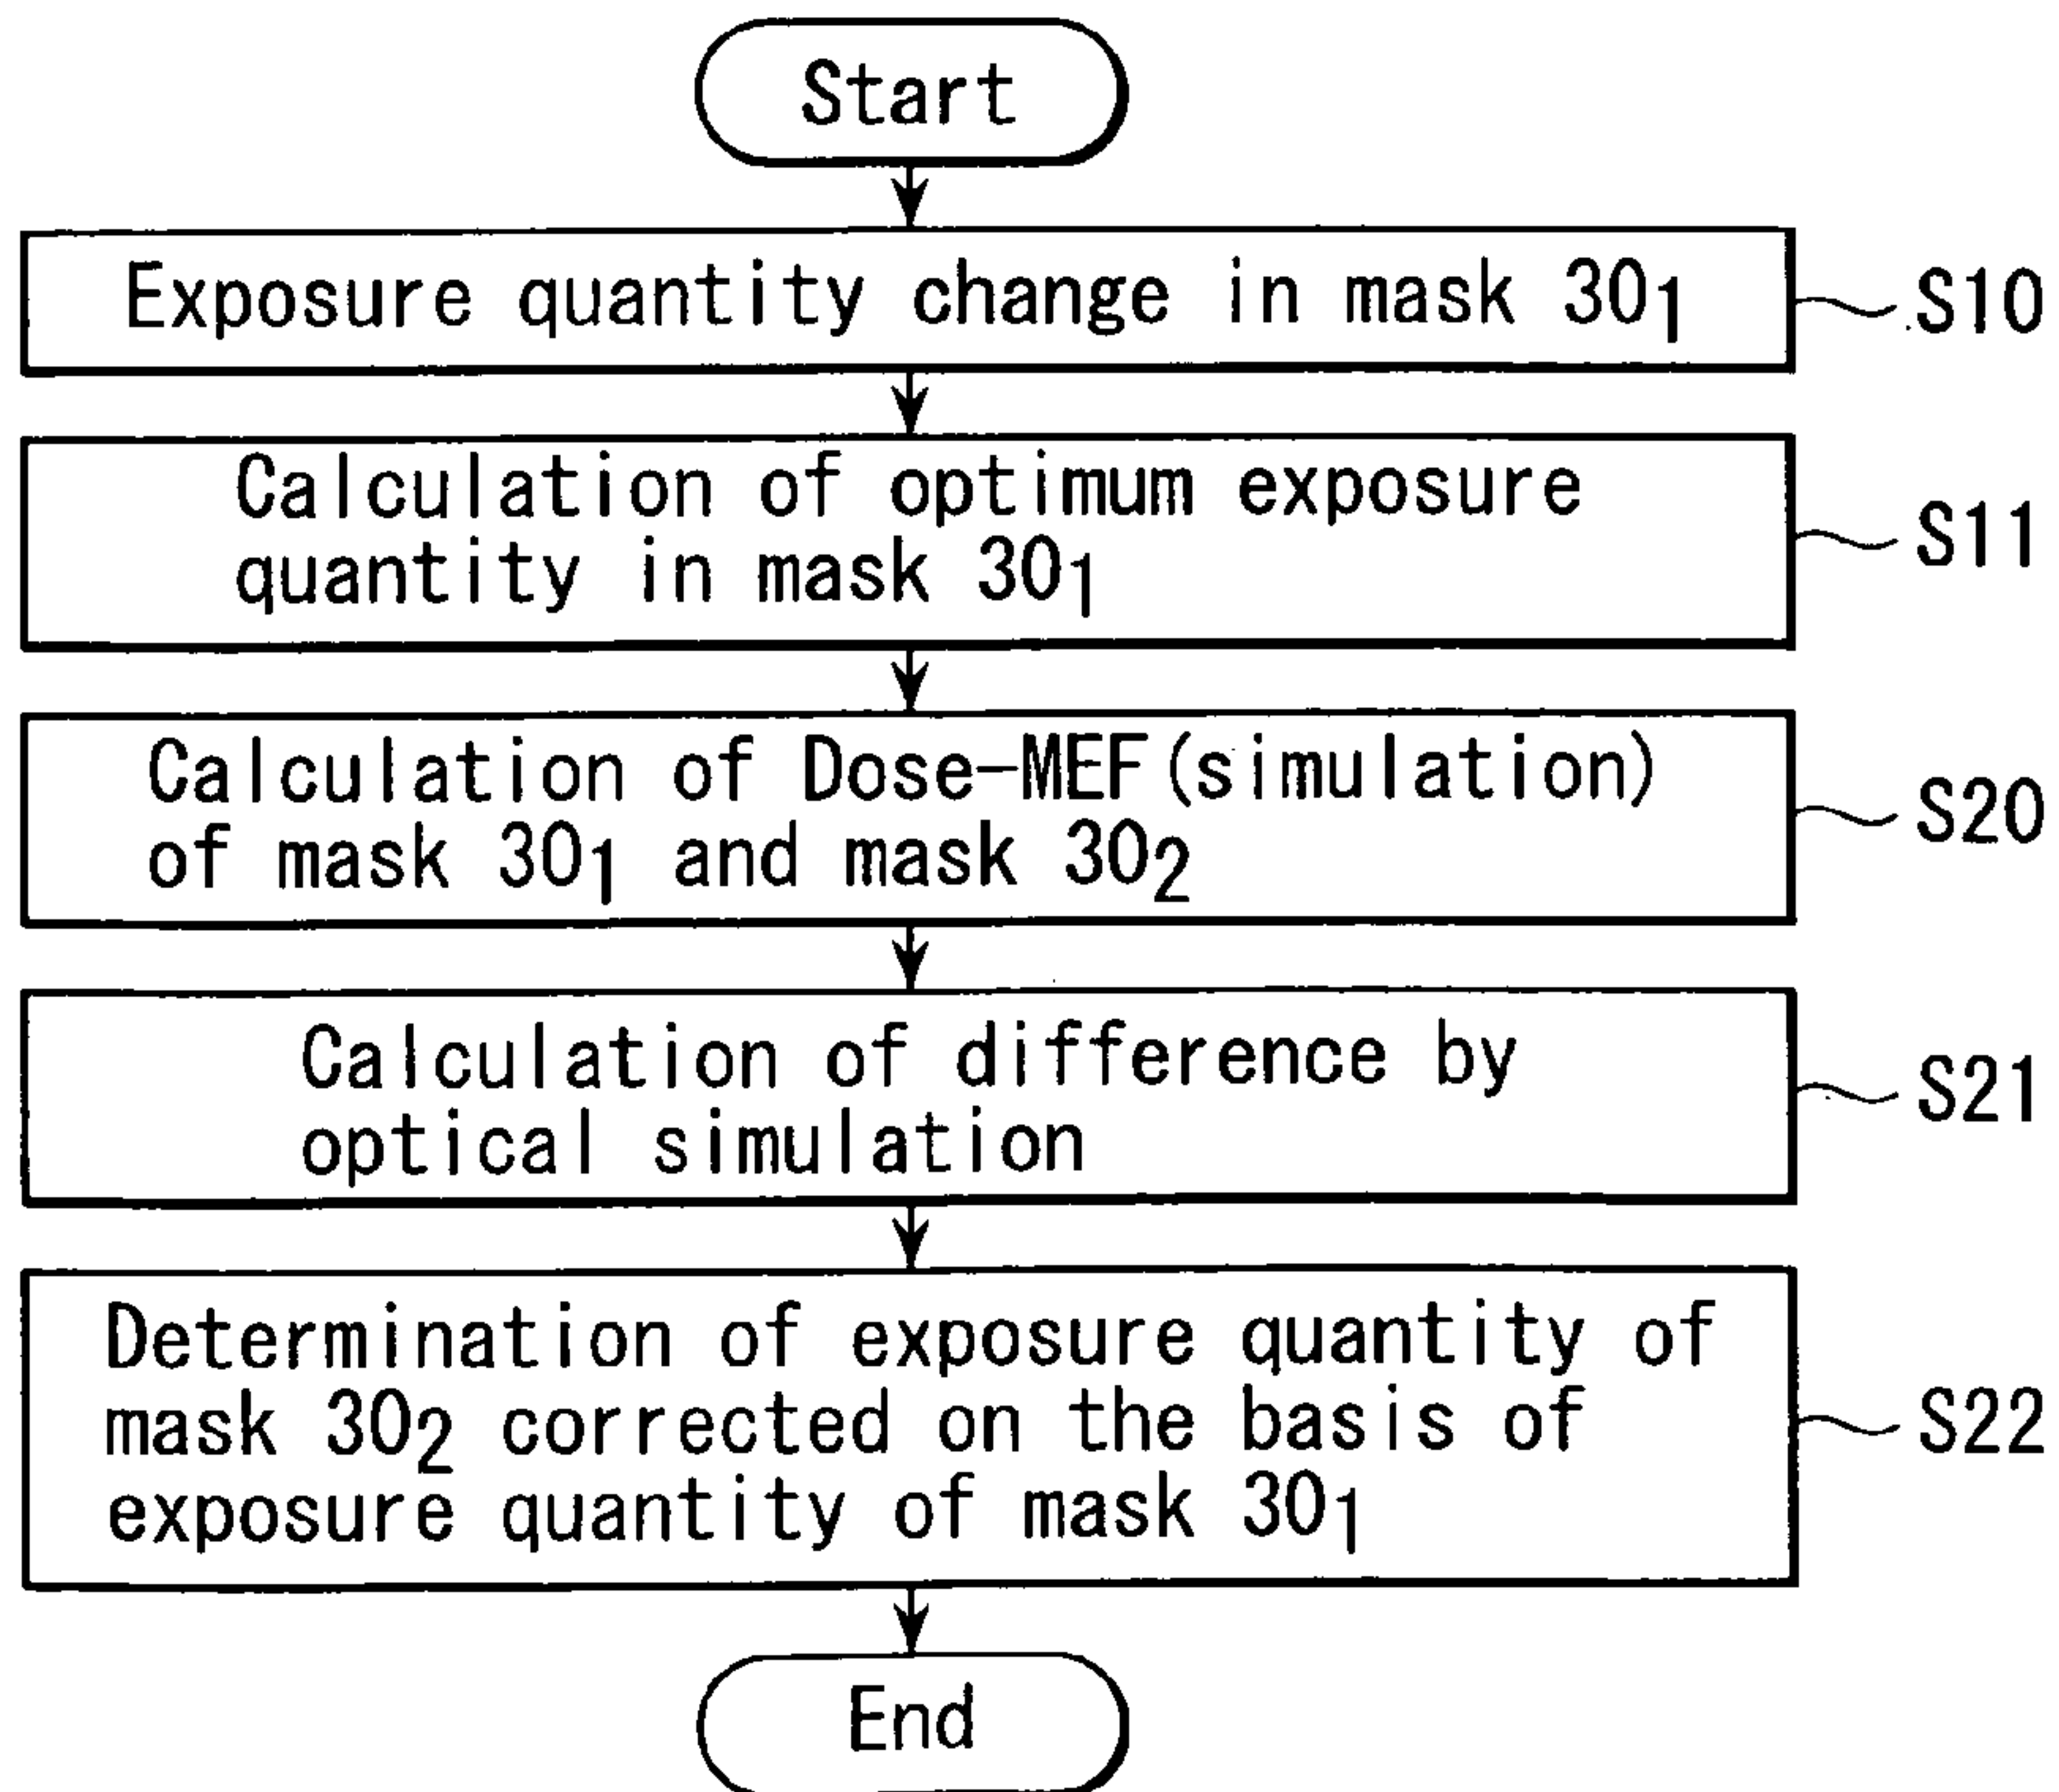 Start
Exposure quantity change in mask 30₁
S10
Calculation of optimum exposure
quantity in mask 30₁
S11
Calculation of Dose-MEF(simulation)
of mask 30₁ and mask 30₂
S20
Calculation of difference by
optical simulation
S21
Determination of exposure quantity of
mask 30₂ corrected on the basis of
exposure quantity of mask 30₁
S22
End